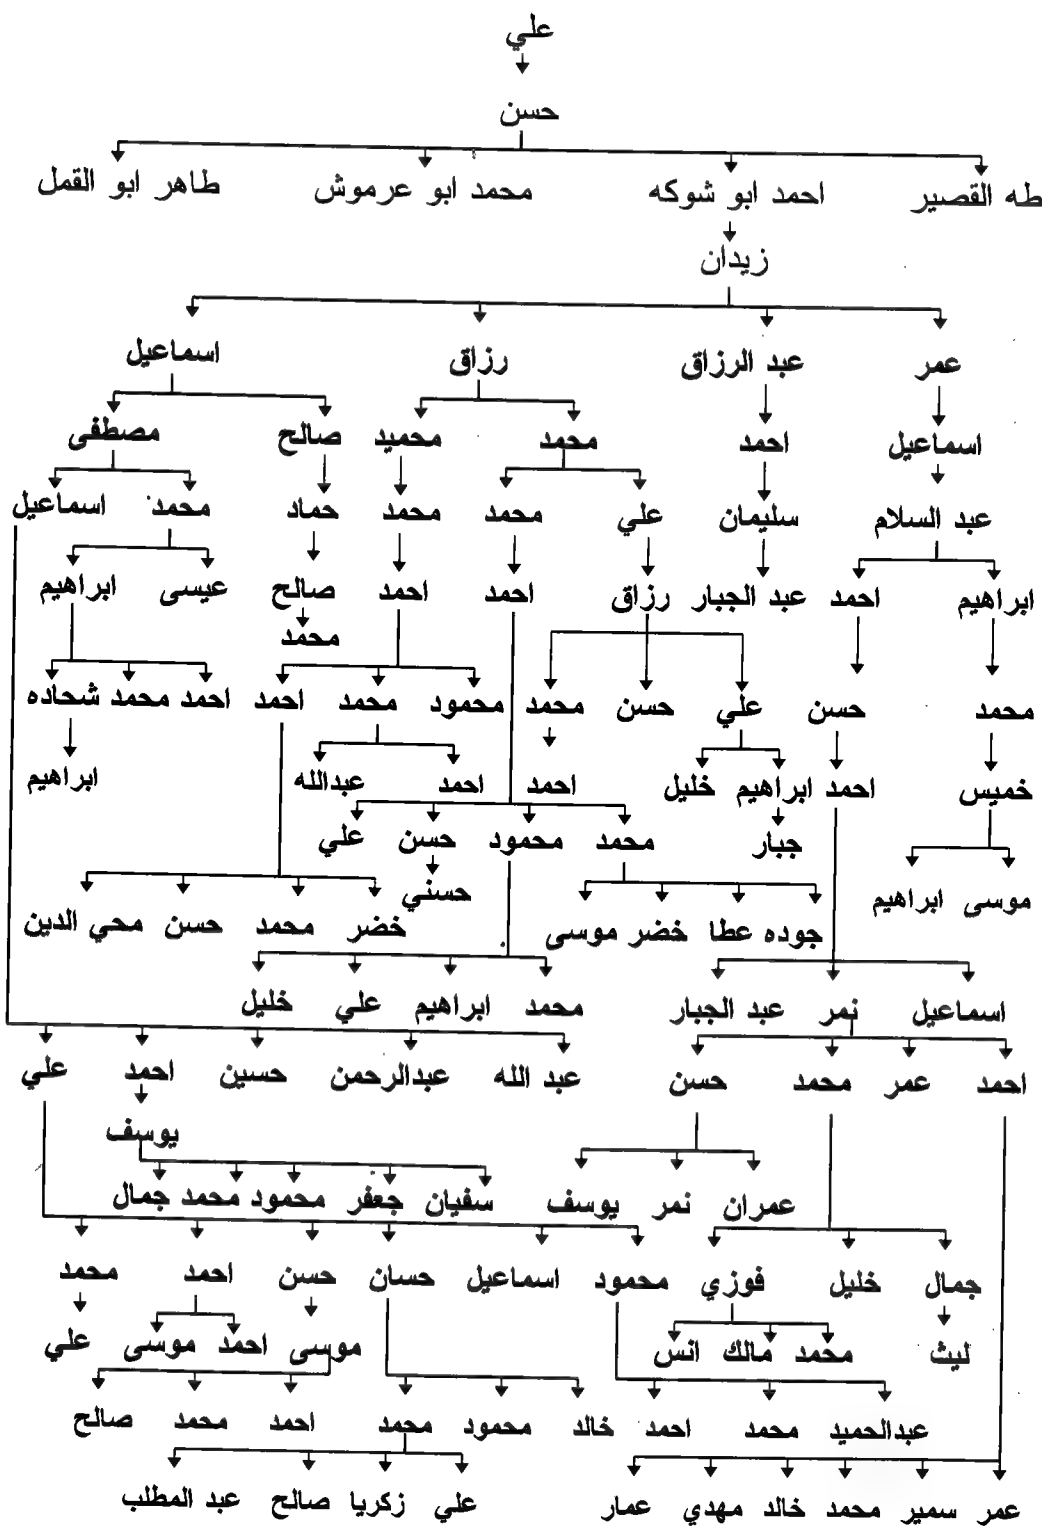 علي
حسن
طه القصير احمد ابو شوكه محمد ابو عرموش طاهر ابو القمل
زيدان
عمر عبد الرزاق رزاق اسماعيل
اسماعيل احمد محمد محميد صالح مصطفى
عبد السلام سليمان علي محمد محمد حماد محمد اسماعيل
ابراهيم احمد عبد الجبار رزاق احمد احمد صالح عيسى ابراهيم
محمد
محمد حسن علي حسن محمد محمود محمد احمد احمد محمد شحاده
خميس احمد ابراهيم خليل احمد احمد عبدالله ابراهيم
جبار محمد محمود حسن علي
موسى ابراهيم حسني
جوده عطا خضر موسى خضر محمد حسن محي الدين
اسماعيل نمر عبد الجبار محمد ابراهيم علي خليل
احمد عمر محمد حسن عبد الله عبدالرحمن حسين احمد علي
يوسف
عمران نمر يوسف سفيان جعفر محمود محمد جمال
جمال خليل فوزي محمود اسماعيل حسان حسن احمد محمد
ليث محمد مالك انس موسى احمد موسى علي
عبدالحميد محمد احمد خالد محمود محمد احمد محمد صالح
عمر سمير محمد خالد مهدي عمار علي زكريا صالح عبد المطلب